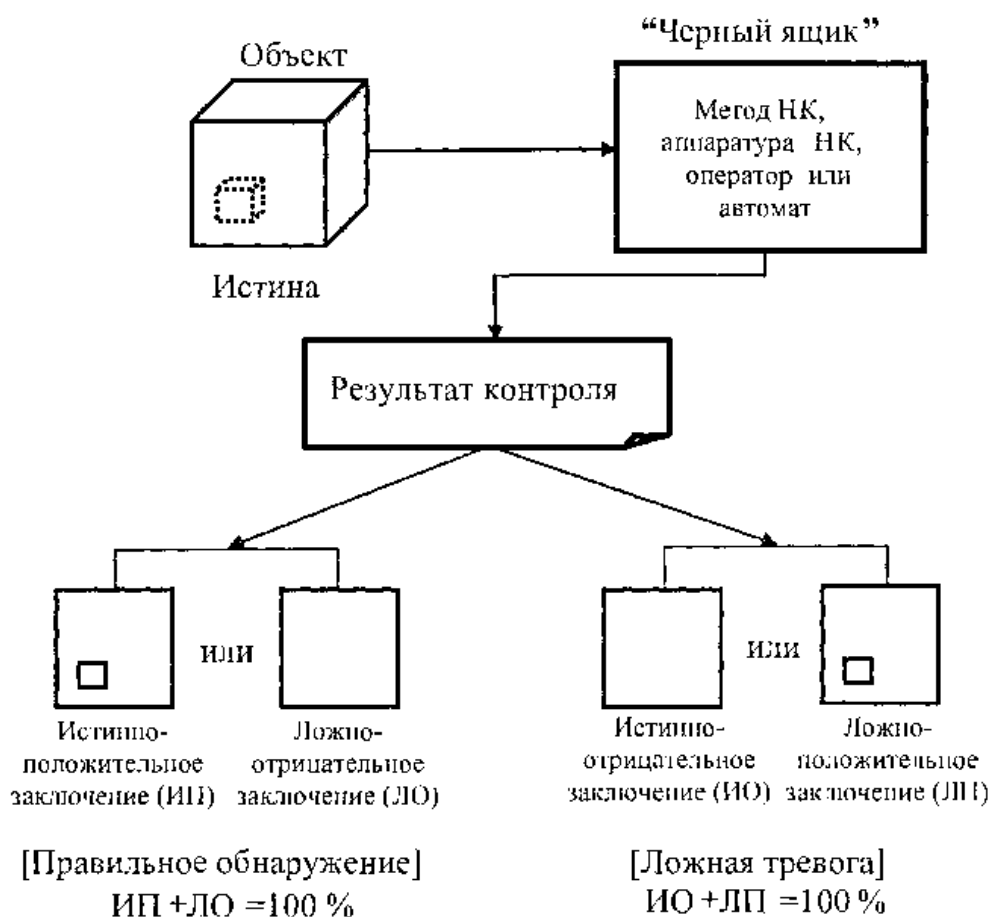 Объект
“Черный ящик”
Метод НК,
аппаратура НК,
оператор или
автомат
Истина
Результат контроля
или
или
Истинно-
положительное
заключение (ИП)
Ложно-
отрицательное
заключение (ЛО)
Истинно-
отрицательное
заключение (ИО)
Ложно-
положительное
заключение (ЛП)
[Правильное обнаружение]
ИП +ЛО =100 %
[Ложная тревога]
ИО +ЛП =100 %